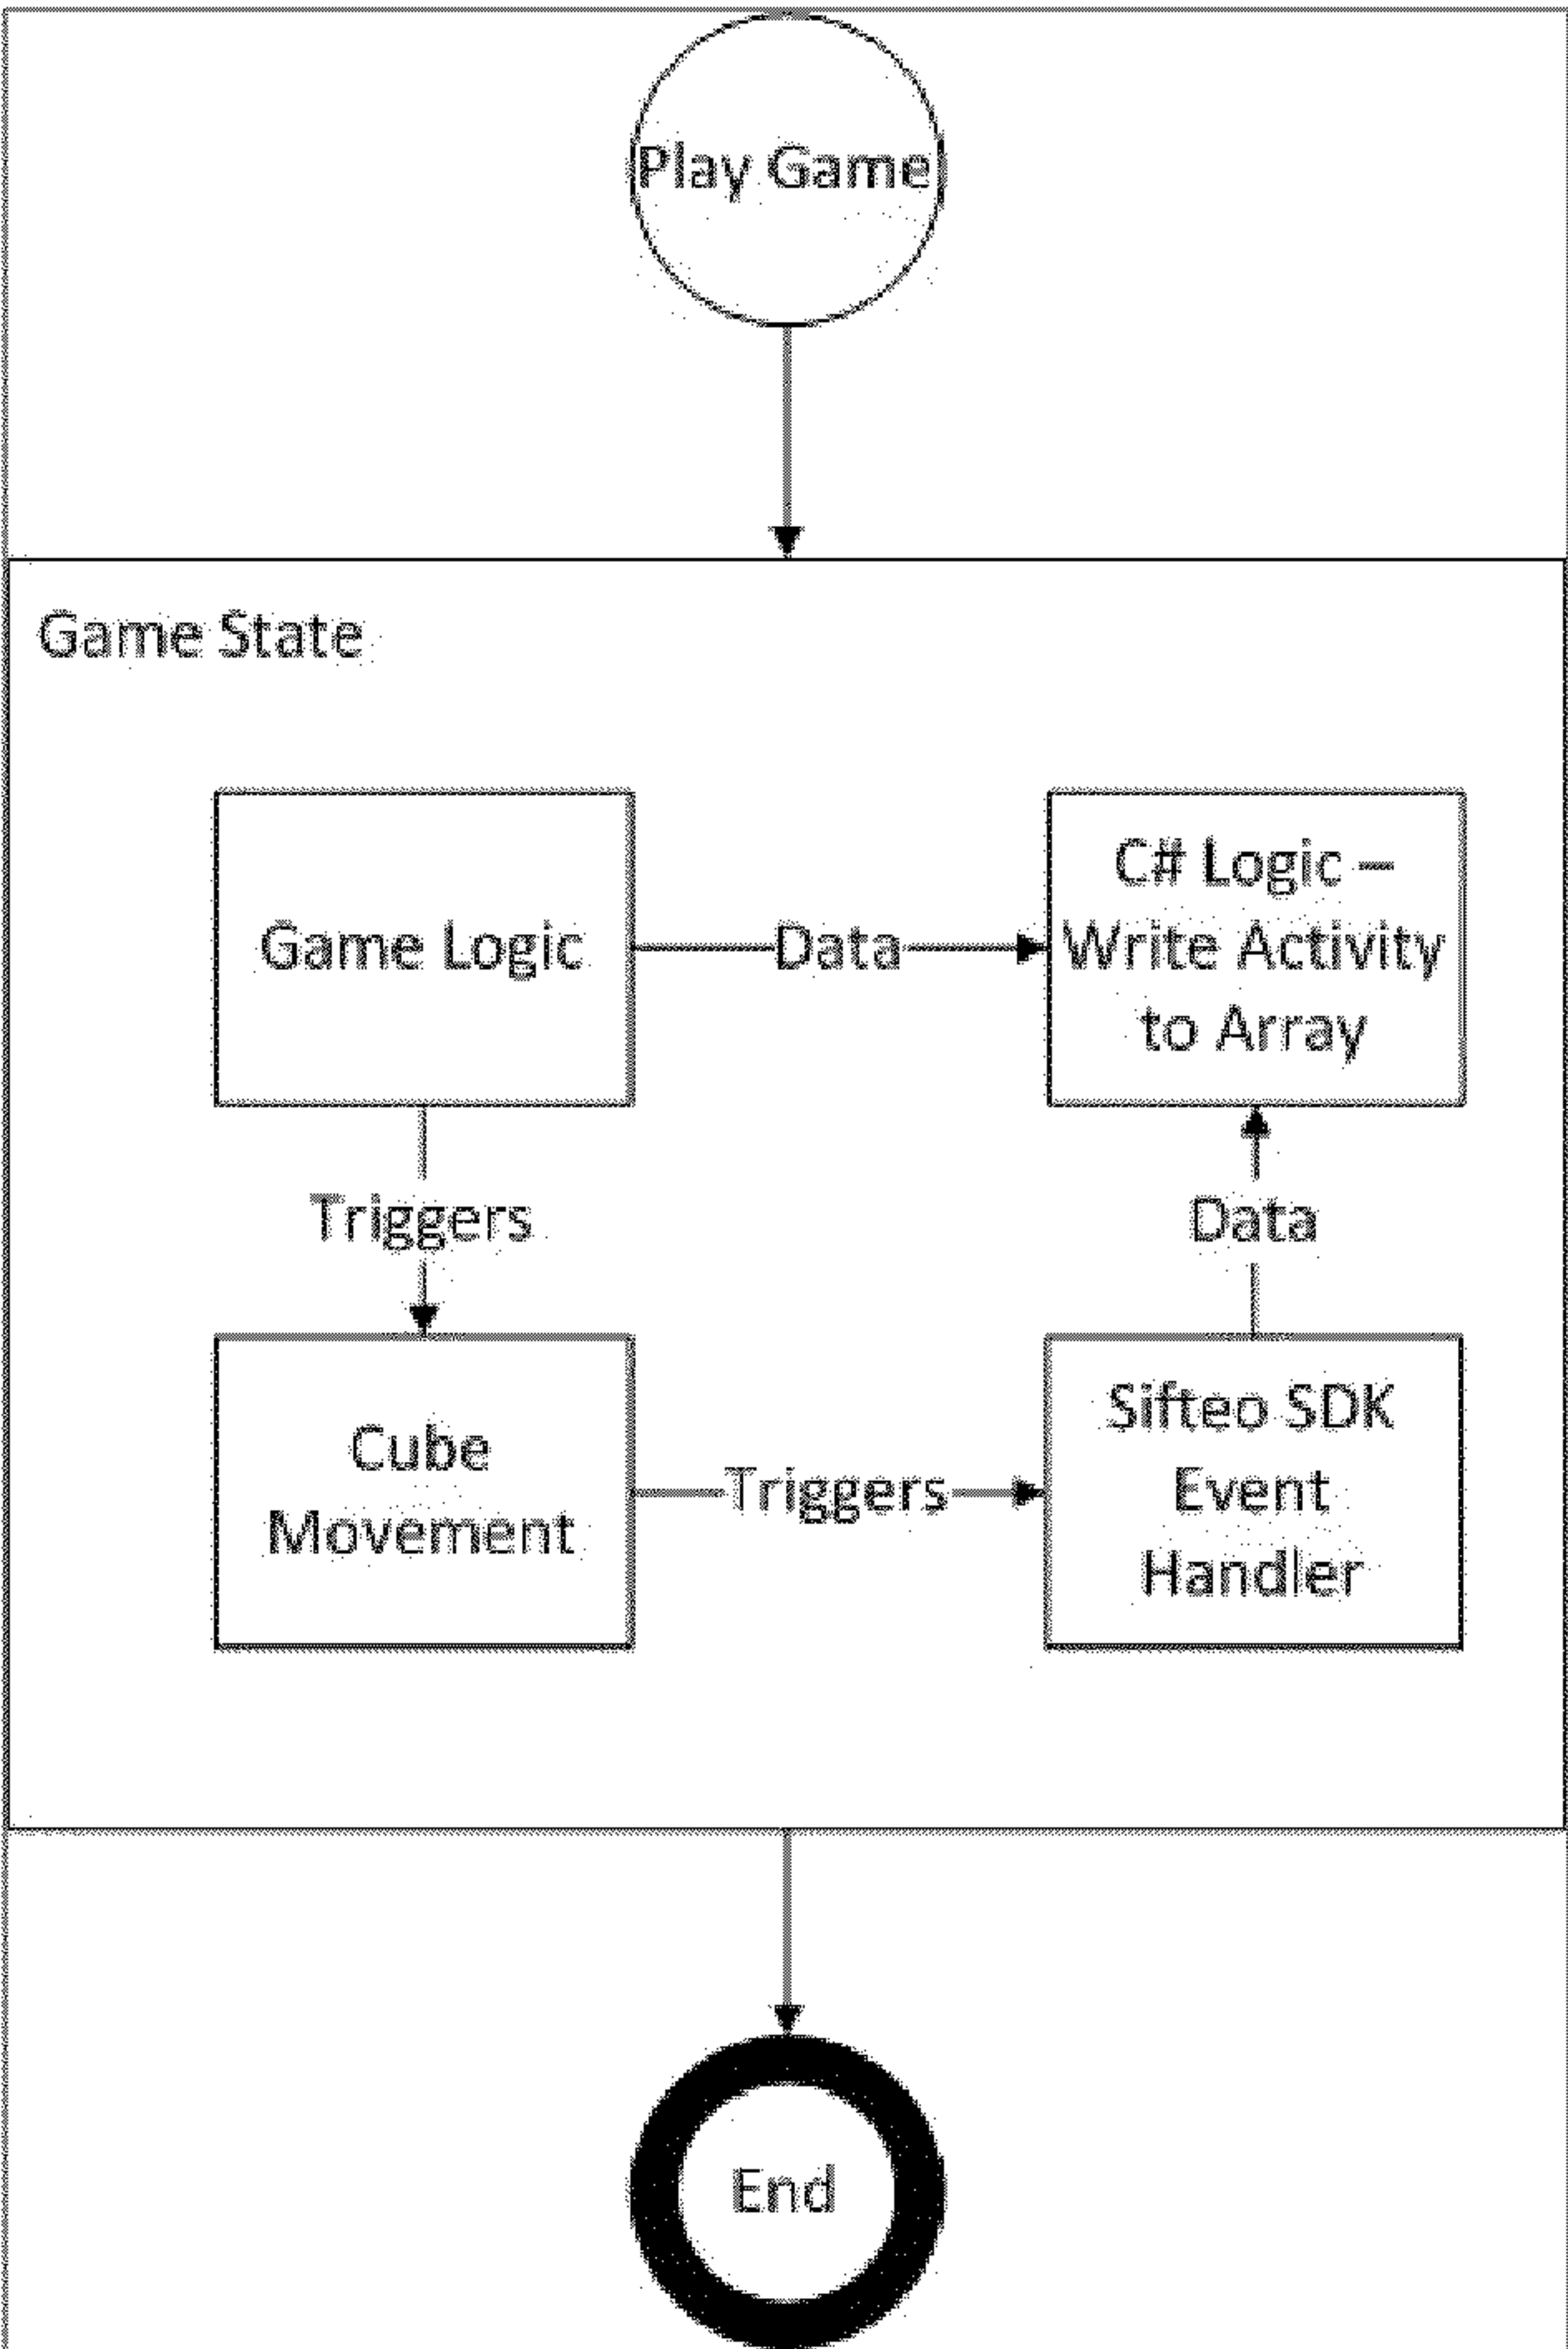 Play Game
Game State
Game Logic
Data
C# Logic –
Write Activity
to Array
Triggers
Data
Cube
Movement
Triggers
Sifteo SDK
Event
Handler
End